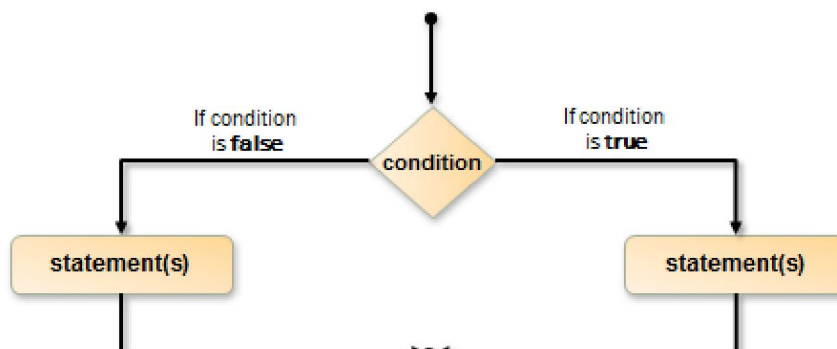 If condition
is false
If condition
is true
condition
statement(s)
statement(s)